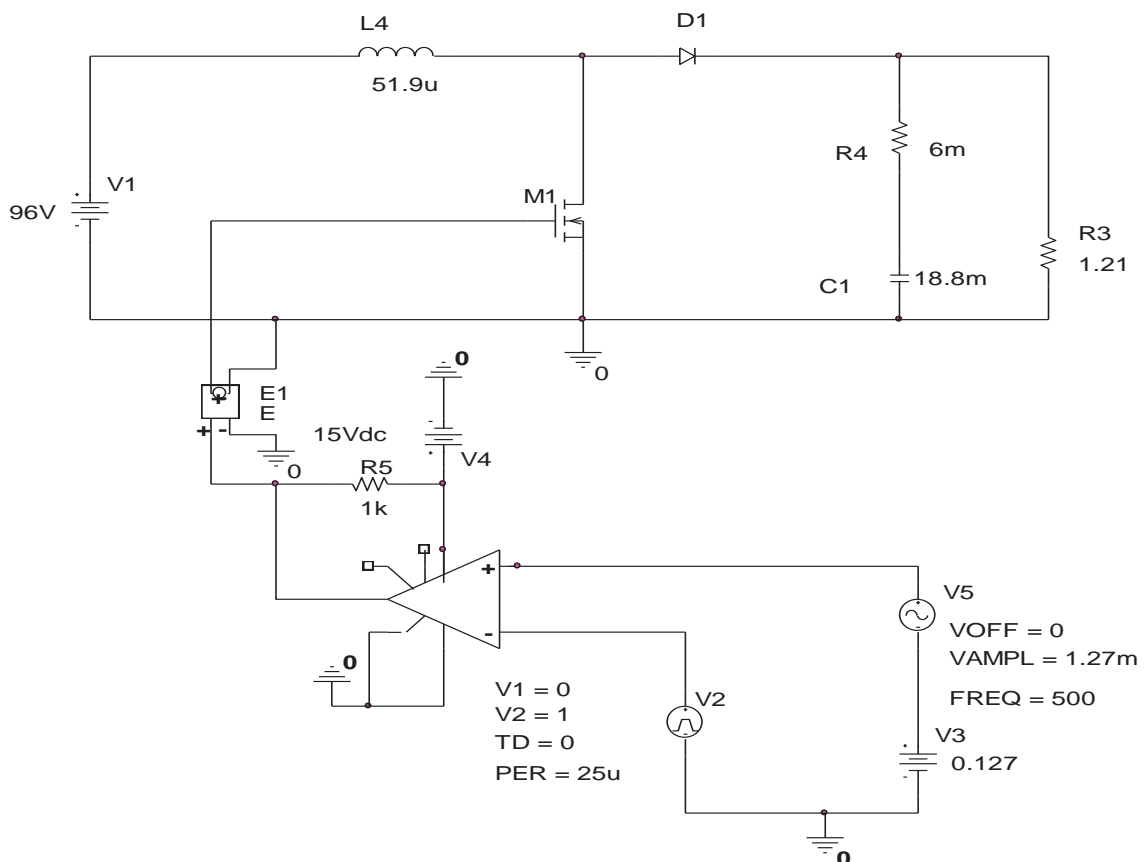 L4
D1
51.9u
R4
6m
V1
M1
96V
R3
1.21
C1
18.8m
0
0
E1
E
+ -
+
15Vdc
V4
0
R5
1k
+
-
V5
VOFF = 0
VAMPL = 1.27m
FREQ = 500
0
V1 = 0
V2 = 1
TD = 0
PER = 25u
V2
V3
0.127
0